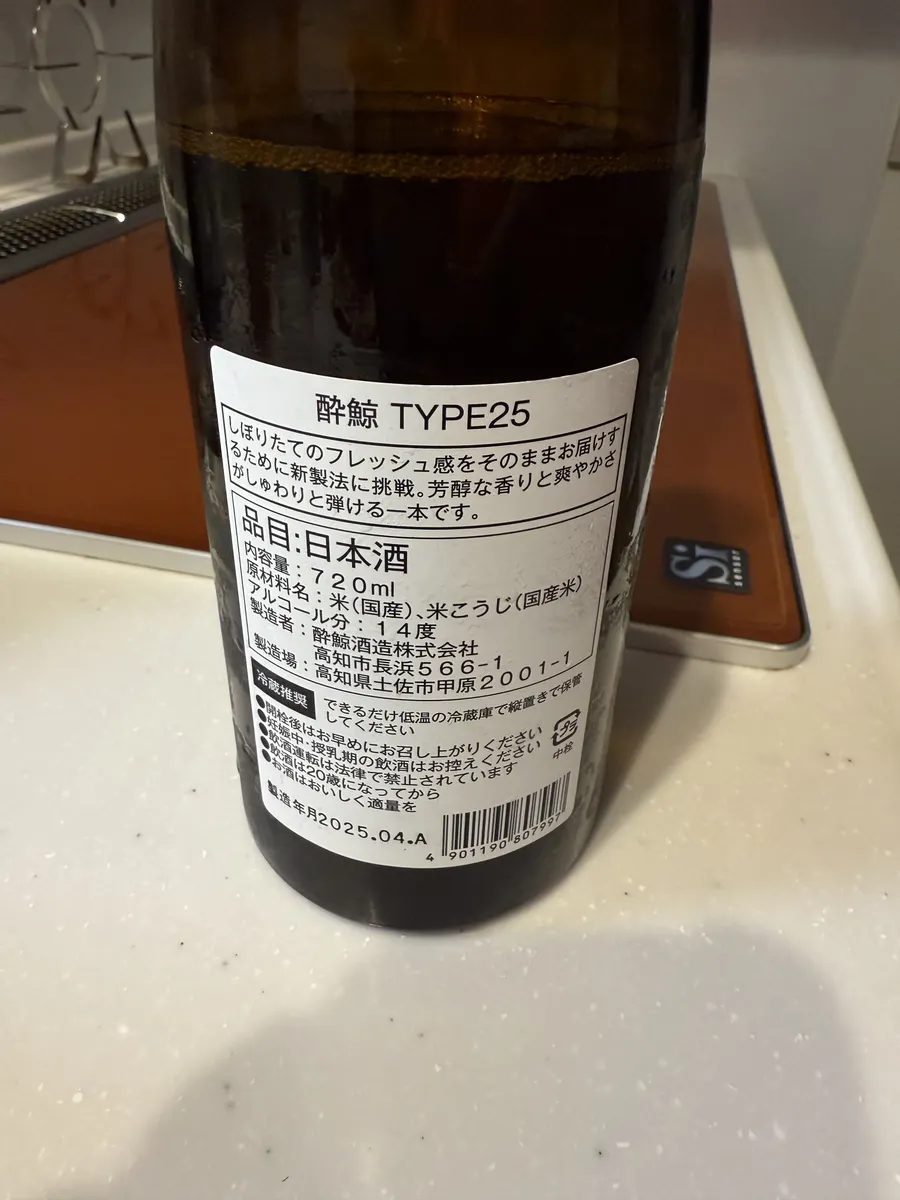 酔鯨 TYPE25
しぼりたてのフレッシュ感をそのままお届けす
るために新製法に挑戦。芳醇な香りと爽やかさ
がしゅわりと弾ける一本です。
品目:日本酒
内容量：７２０ml
原材料名：米（国産）、米こうじ（国産米）
アルコール分：１４度
製造者：酔鯨酒造株式会社
高知市長浜５６６-１
製造場：高知県土佐市甲原２００１-１
冷蔵推奨
できるだけ低温の冷蔵庫で縦置きで保管
してください
●開栓後はお早めにお召し上がりください
●妊娠中・授乳期の飲酒はお控えください
●飲酒運転は法律で禁止されています
●飲酒は20歳になってから
●お酒はおいしく適量を
プラ
中栓
製造年月2025.04.A
4 901190 807997
Si
sensor